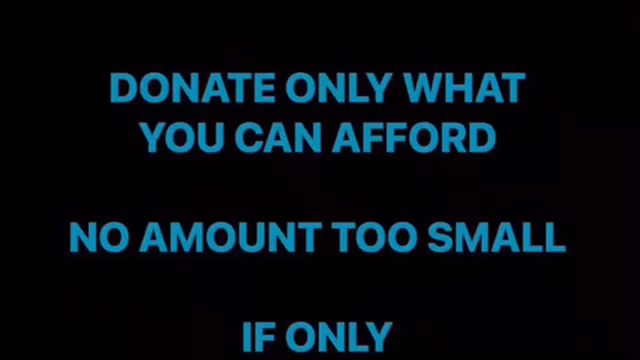 DONATE ONLY WHAT
YOU CAN AFFORD
NO AMOUNT TOO SMALL
IF ONLY